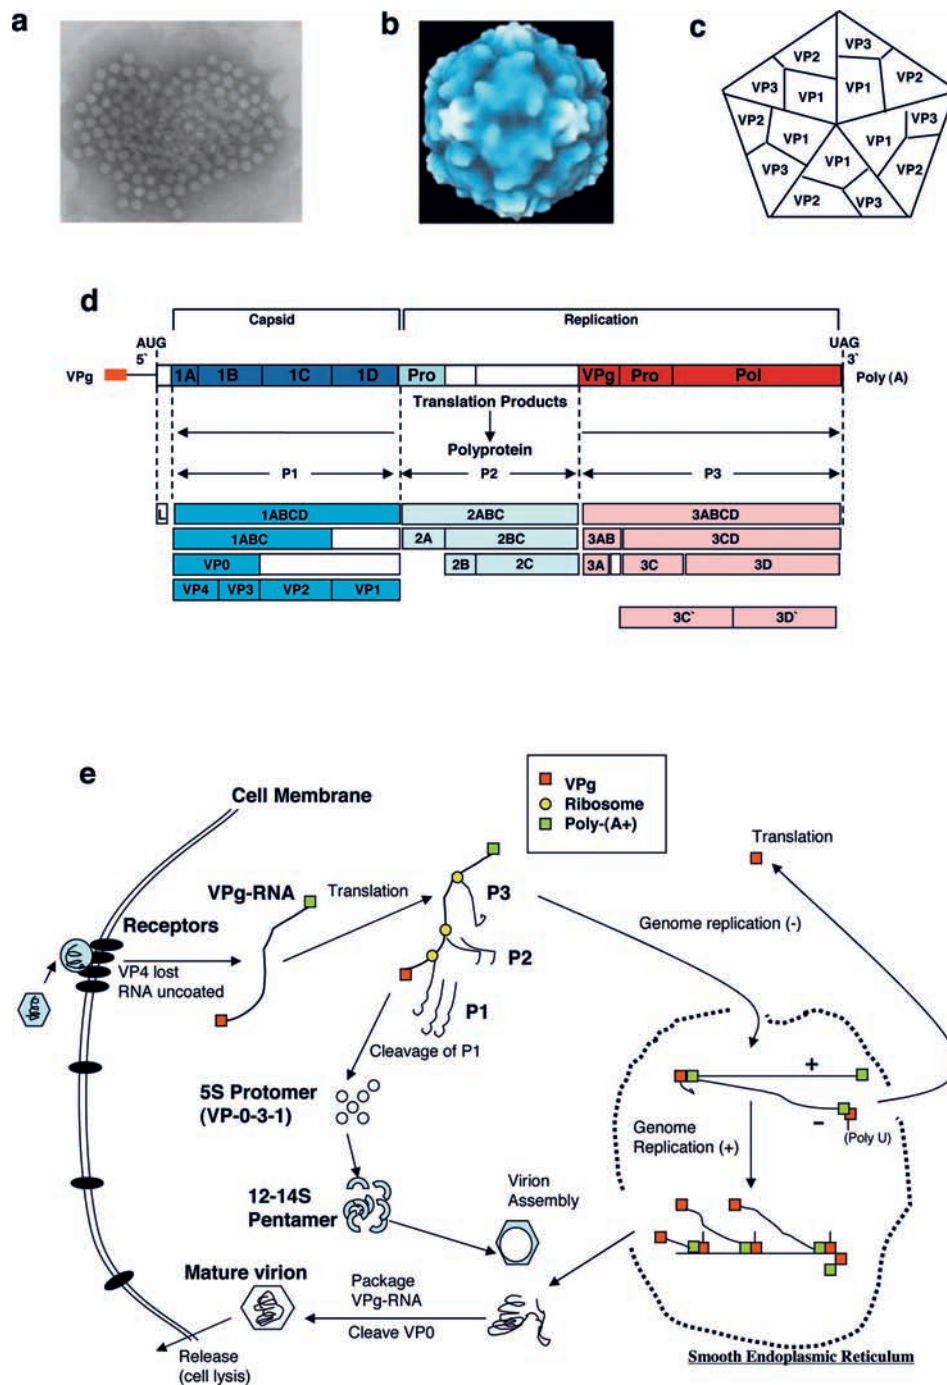 a
b
c
VP2
VP3
VP3
VP1
VP1
VP2
VP2
VP1
VP3
VP1
VP3
VP1
VP2
VP2
VP3
d
Capsid
Replication
AUG
UAG
5`
3`
VPg
1A
1B
1C
1D
Pro
VPg
Pro
Pol
Poly (A)
Translation Products
Polyprotein
P1
P2
P3
L
1ABCD
2ABC
3ABCD
1ABC
2A
2BC
3AB
3CD
VP0
2B
2C
3A
3C
3D
VP4
VP3
VP2
VP1
3C`
3D`
e
VPg
Ribosome
Poly-(A+)
Cell Membrane
Translation
VPg-RNA
Translation
P3
Receptors
Genome replication (-)
VP4 lost
RNA uncoated
P2
P1
Cleavage of P1
5S Protomer
(VP-0-3-1)
+
–
(Poly U)
Genome
Replication (+)
12-14S
Pentamer
Virion
Assembly
Mature virion
Package
VPg-RNA
Cleave VP0
Release
(cell lysis)
Smooth Endoplasmic Reticulum